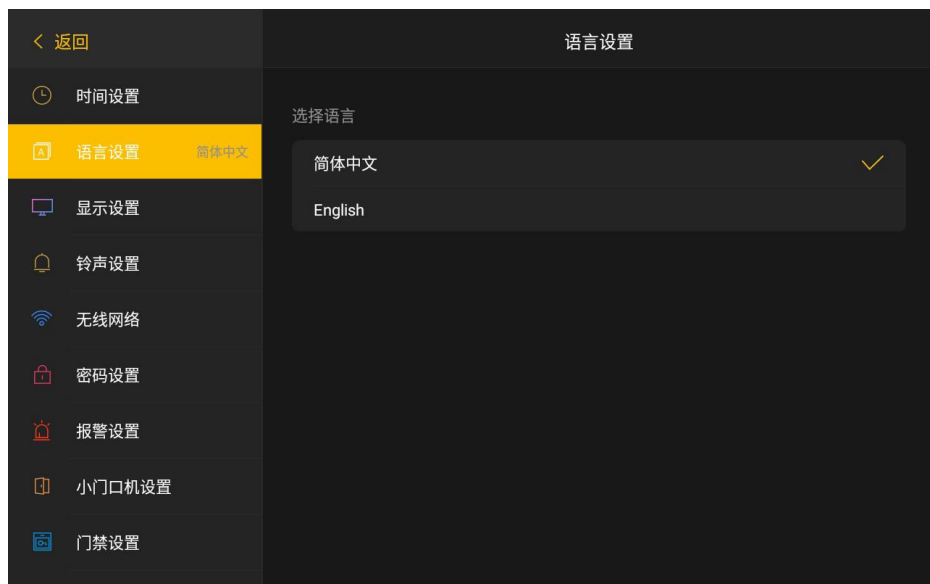 返回
语言设置
时间设置
语言设置 简体中文
显示设置
铃声设置
无线网络
密码设置
报警设置
小门口机设置
门禁设置
选择语言
简体中文
English